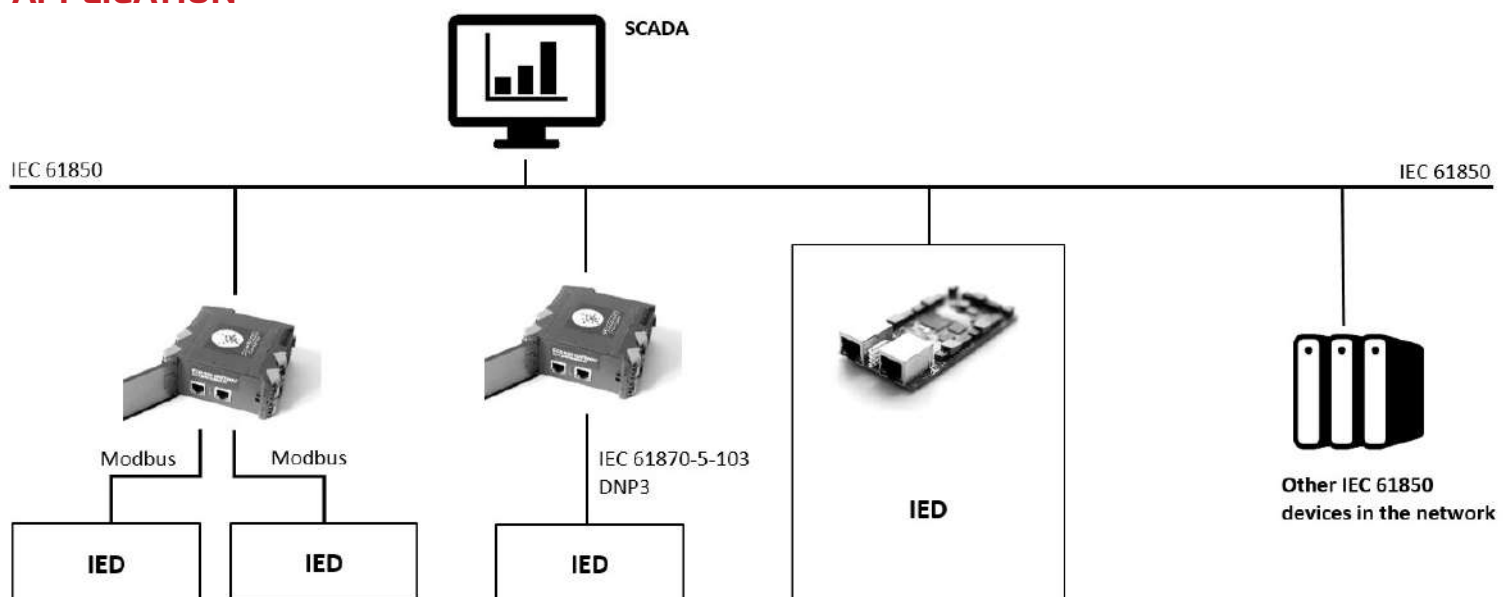 APPLICATION
SCADA
IEC 61850
IEC 61850
Modbus
Modbus
IEC 61870-5-103
DNP3
IED
IED
IED
IED
Other IEC 61850
devices in the network